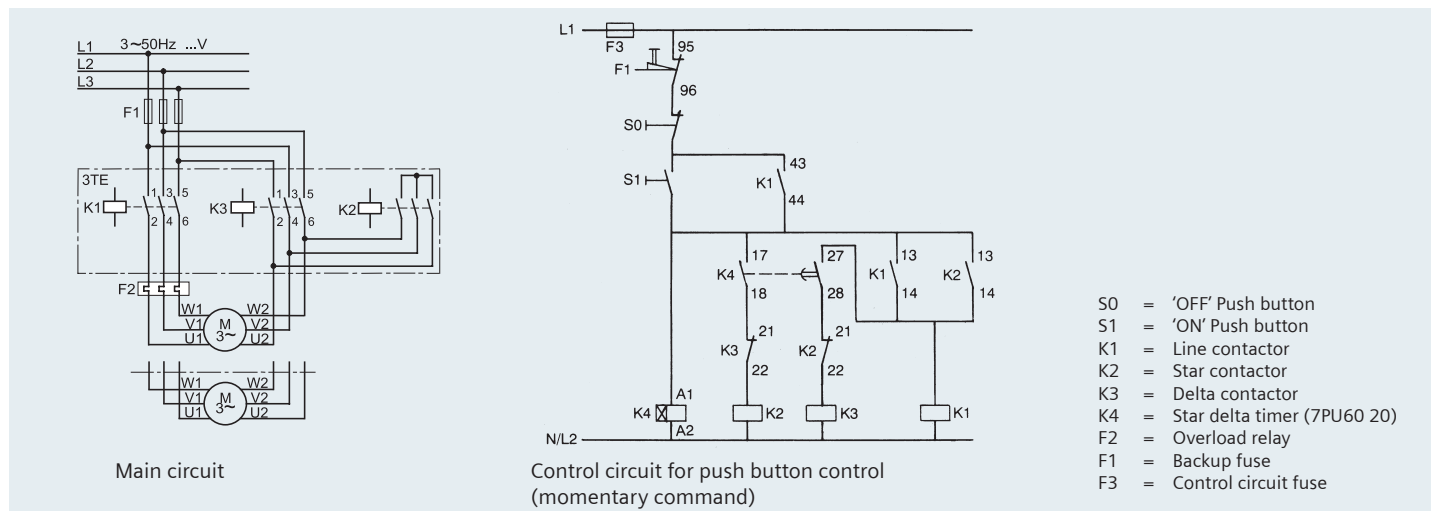 L1 3~50Hz ...V
L2
L3
F1
3TE
K1
1 3 5
2 4 6
K3
1 3 5
2 4 6
K2
F2
W1 W2
V1 M 3~ V2
U1 U2
W1 W2
V1 M 3~ V2
U1 U2
Main circuit
L1
F3
95
F1
96
S0
S1
43
K1
44
17
K4
18
27
28
13
K1
14
13
K2
14
21
K3
22
21
K2
22
A1
K4
A2
K2
K3
K1
N/L2
Control circuit for push button control
(momentary command)
S0 = ‘OFF’ Push button
S1 = ‘ON’ Push button
K1 = Line contactor
K2 = Star contactor
K3 = Delta contactor
K4 = Star delta timer (7PU60 20)
F2 = Overload relay
F1 = Backup fuse
F3 = Control circuit fuse